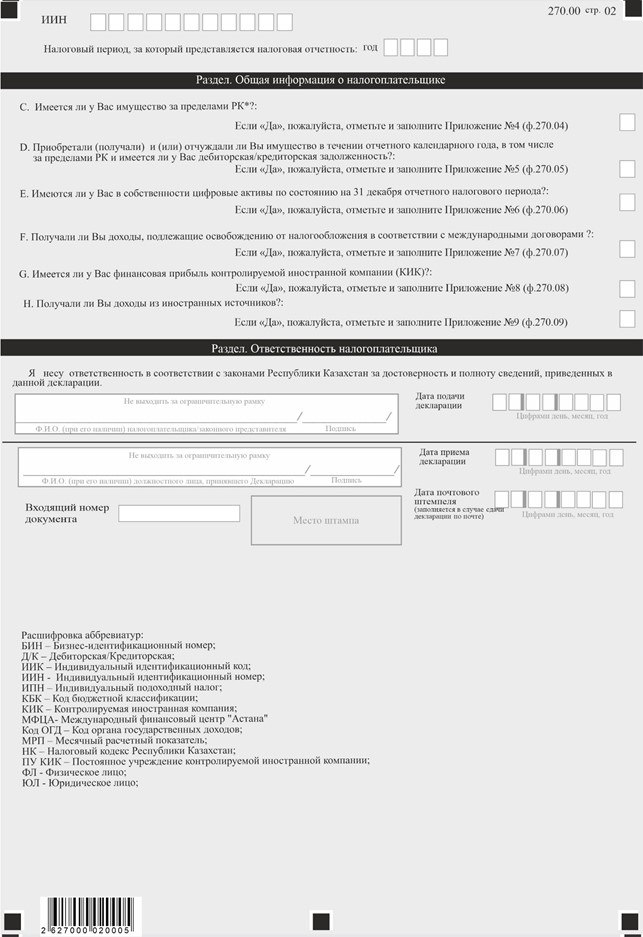 270.00 стр. 02
ИИН
Налоговый период, за который представляется налоговая отчетность: год
Раздел. Общая информация о налогоплательщике
C. Имеется ли у Вас имущество за пределами РК*?:
Если «Да», пожалуйста, отметьте и заполните Приложение №4 (ф.270.04)
D. Приобретали (получали) и (или) отчуждали ли Вы имущество в течении отчетного календарного года, в том числе
за пределами РК и имеется ли у Вас дебиторская/кредиторская задолженность?:
Если «Да», пожалуйста, отметьте и заполните Приложение №5 (ф.270.05)
E. Имеются ли у Вас в собственности цифровые активы по состоянию на 31 декабря отчетного налогового периода?:
Если «Да», пожалуйста, отметьте и заполните Приложение №6 (ф.270.06)
F. Получали ли Вы доходы, подлежащие освобождению от налогообложения в соответствии с международными договорами ?:
Если «Да», пожалуйста, отметьте и заполните Приложение №7 (ф.270.07)
G. Имеется ли у Вас финансовая прибыль контролируемой иностранной компании (КИК)?:
Если «Да», пожалуйста, отметьте и заполните Приложение №8 (ф.270.08)
H. Получали ли Вы доходы из иностранных источников?:
Если «Да», пожалуйста, отметьте и заполните Приложение №9 (ф.270.09)
Раздел. Ответственность налогоплательщика
Я несу ответственность в соответствии с законами Республики Казахстан за достоверность и полноту сведений, приведенных в
данной декларации.
Не выходить за ограничительную рамку
/ /
Ф.И.О. (при его наличии) налогоплательщика/законного представителя Подпись
Дата подачи
декларации
Цифрами день, месяц, год
Не выходить за ограничительную рамку
/ /
Ф.И.О. (при его наличии) должностного лица, принявшего Декларацию Подпись
Дата приема
декларации
Цифрами день, месяц, год
Входящий номер
документа
Место штампа
Дата почтового
штемпеля
(заполняется в случае сдачи
декларации по почте)
Цифрами день, месяц, год
Расшифровка аббревиатур:
БИН – Бизнес-идентификационный номер;
Д/К – Дебиторская/Кредиторская;
ИИК – Индивидуальный идентификационный код;
ИИН - Индивидуальный идентификационный номер;
ИПН – Индивидуальный подоходный налог;
КБК – Код бюджетной классификации;
КИК – Контролируемая иностранная компания;
МФЦА- Международный финансовый центр "Астана"
Код ОГД – Код органа государственных доходов;
МРП – Месячный расчетный показатель;
НК – Налоговый кодекс Республики Казахстан;
ПУ КИК – Постоянное учреждение контролируемой иностранной компании;
ФЛ - Физическое лицо;
ЮЛ - Юридическое лицо;
2 627000 020005